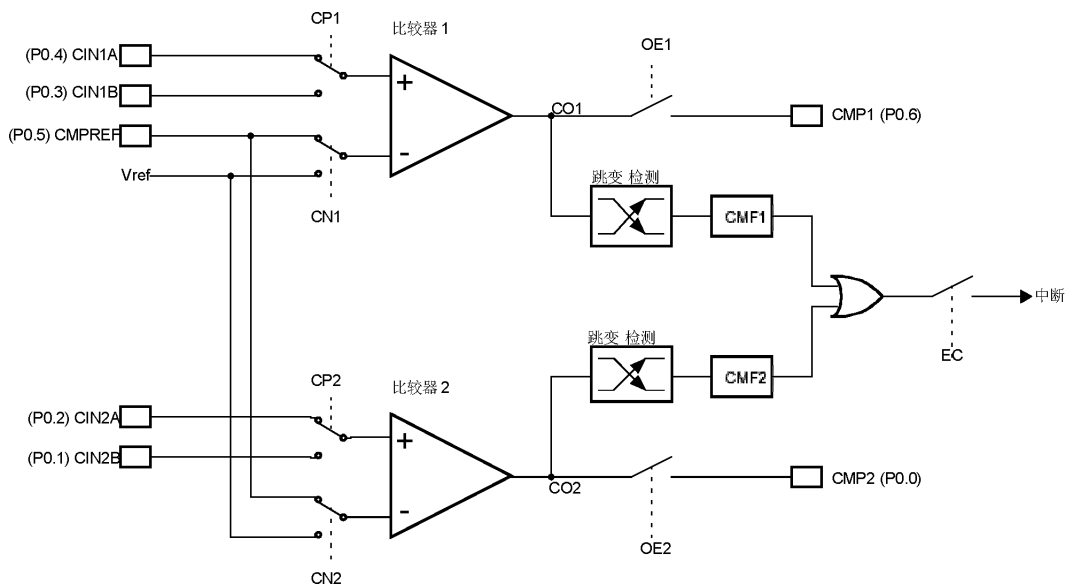 CP1
比较器 1
OE1
(P0.4) CIN1A
(P0.3) CIN1B
(P0.5) CMPREF
Vref
+
-
CN1
CO1
CMP1 (P0.6)
跳变 检测
CMF1
中断
EC
跳变 检测
CMF2
CP2
比较器 2
(P0.2) CIN2A
(P0.1) CIN2B
+
-
CN2
CO2
CMP2 (P0.0)
OE2